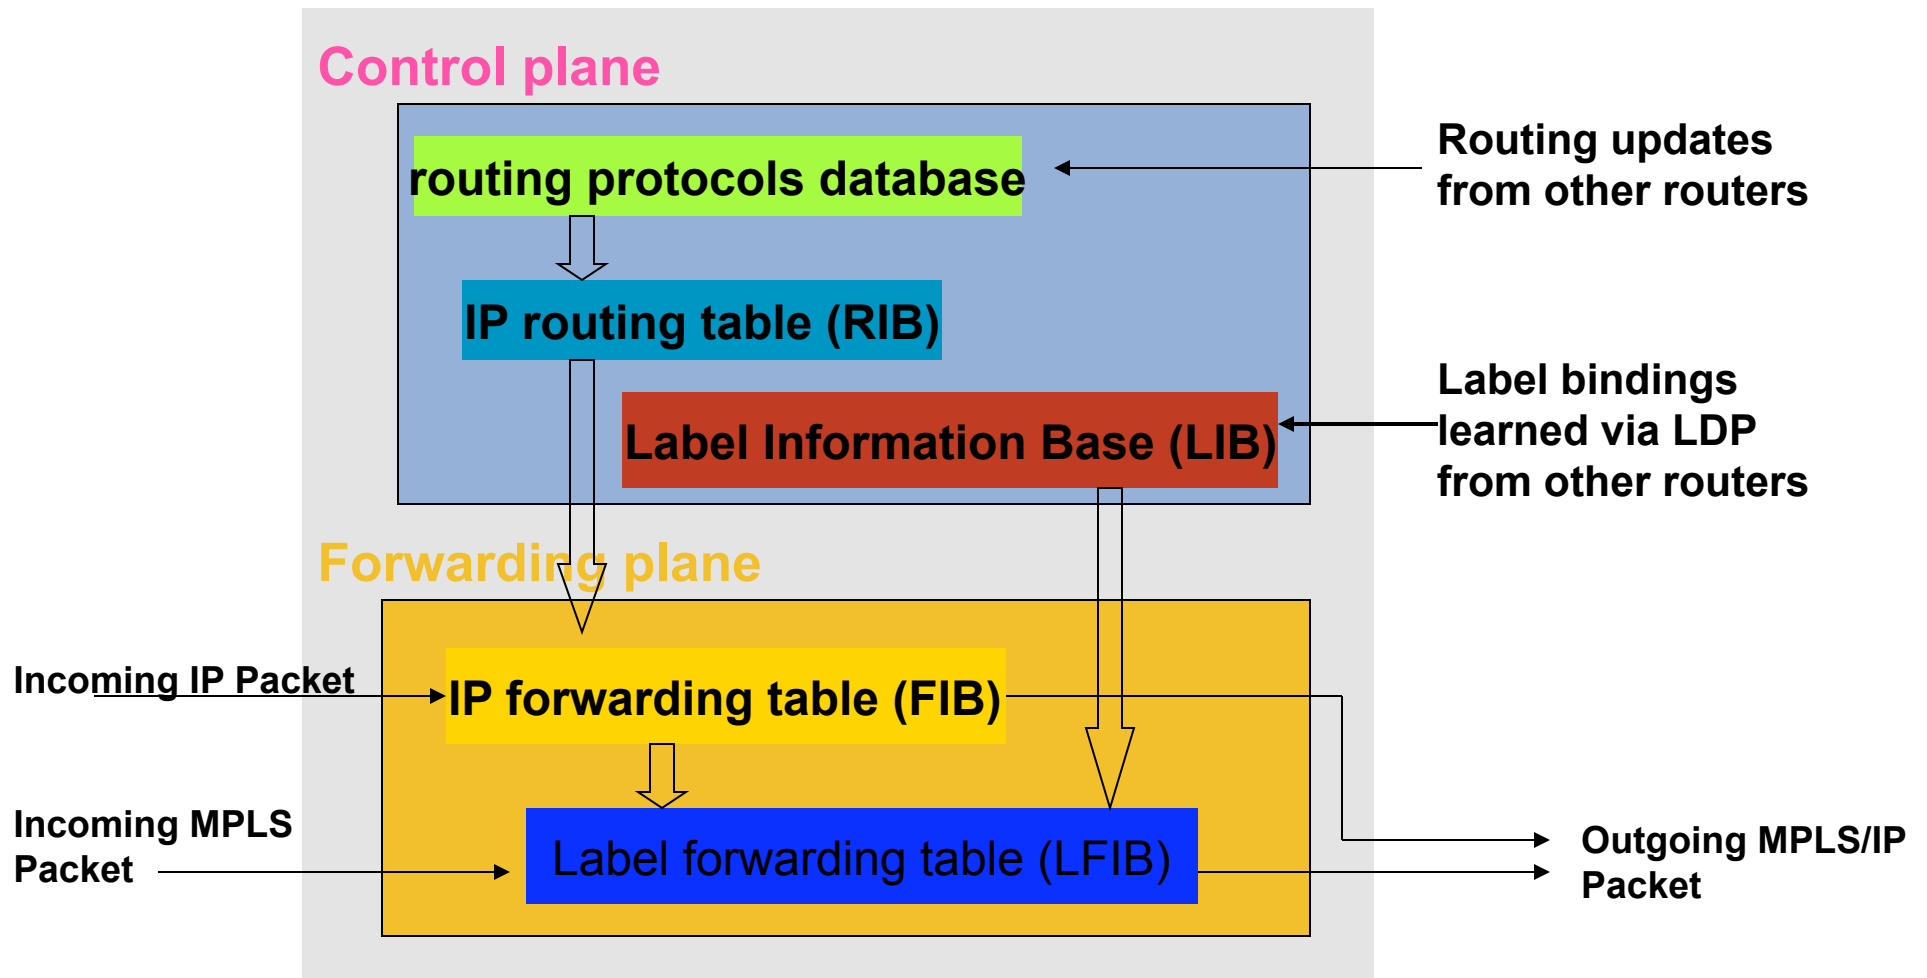 Control plane
routing protocols database
Routing updates
from other routers
IP routing table (RIB)
Label Information Base (LIB)
Label bindings
learned via LDP
from other routers
Forwarding plane
Incoming IP Packet
IP forwarding table (FIB)
Incoming MPLS
Packet
Label forwarding table (LFIB)
Outgoing MPLS/IP
Packet